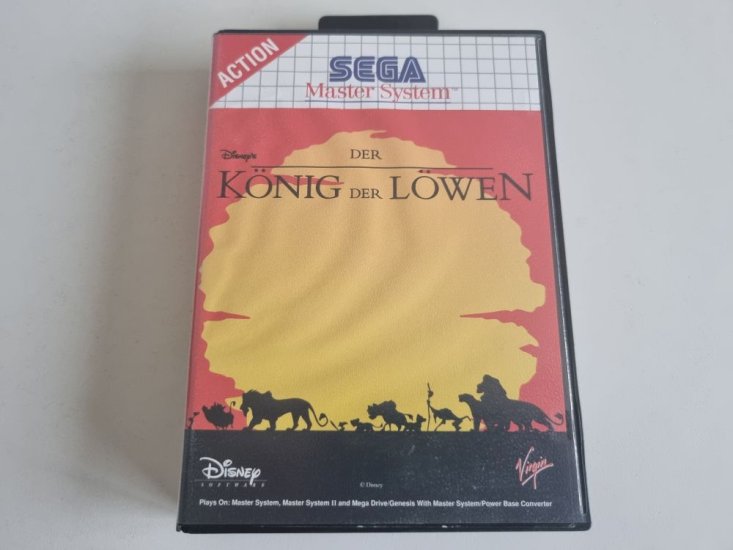 ACTION
SEGA
Master System™
Disney's
DER
KÖNIG DER LÖWEN
Disney
SOFTWARE
© Disney
Virgin
Plays On: Master System, Master System II and Mega Drive/Genesis With Master System/Power Base Converter